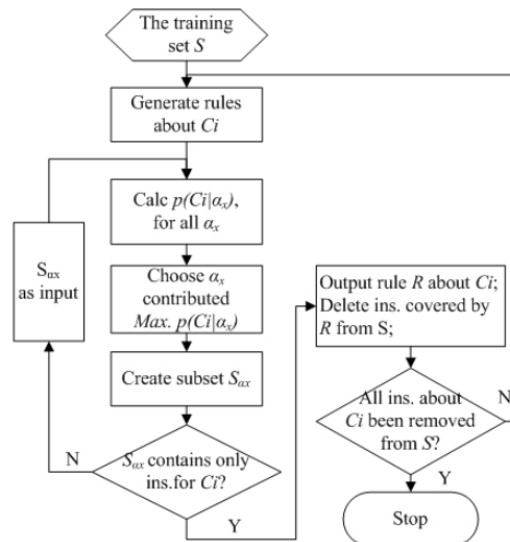 The training
set S
Generate rules
about Ci
Calc p(Ci|αₓ),
for all αₓ
Sαx
as input
Choose αₓ
contributed
Max. p(Ci|αₓ)
Create subset Sαx
Sαx contains only
ins.for Ci?
N
Y
Output rule R about Ci;
Delete ins. covered by
R from S;
All ins. about
Ci been removed
from S?
N
Y
Stop